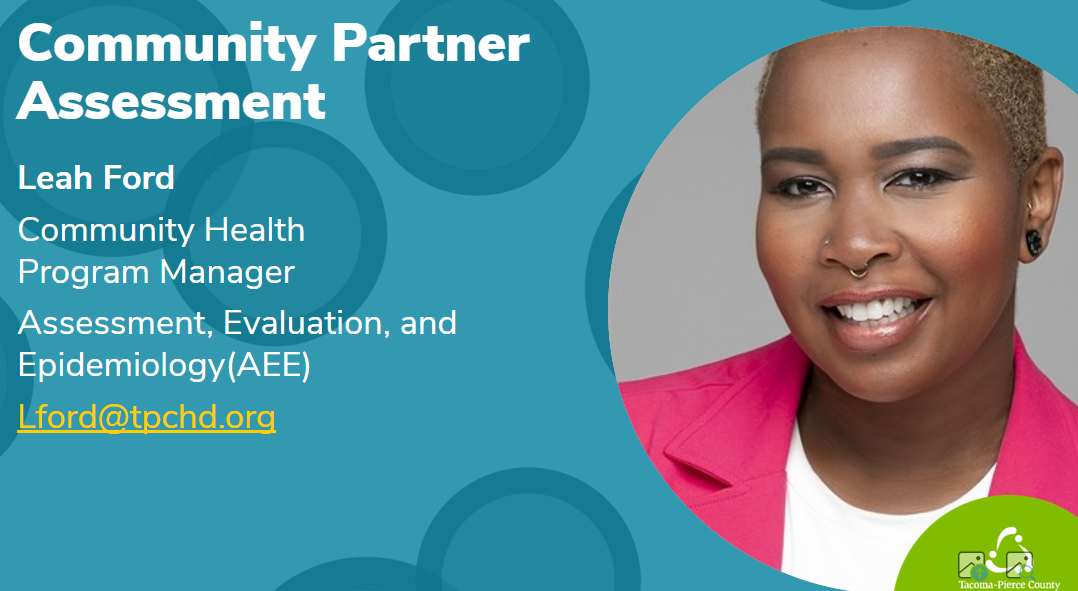 Community Partner
Assessment
Leah Ford
Community Health
Program Manager
Assessment, Evaluation, and
Epidemiology(AEE)
Lford@tpchd.org
Tacoma-Pierce County